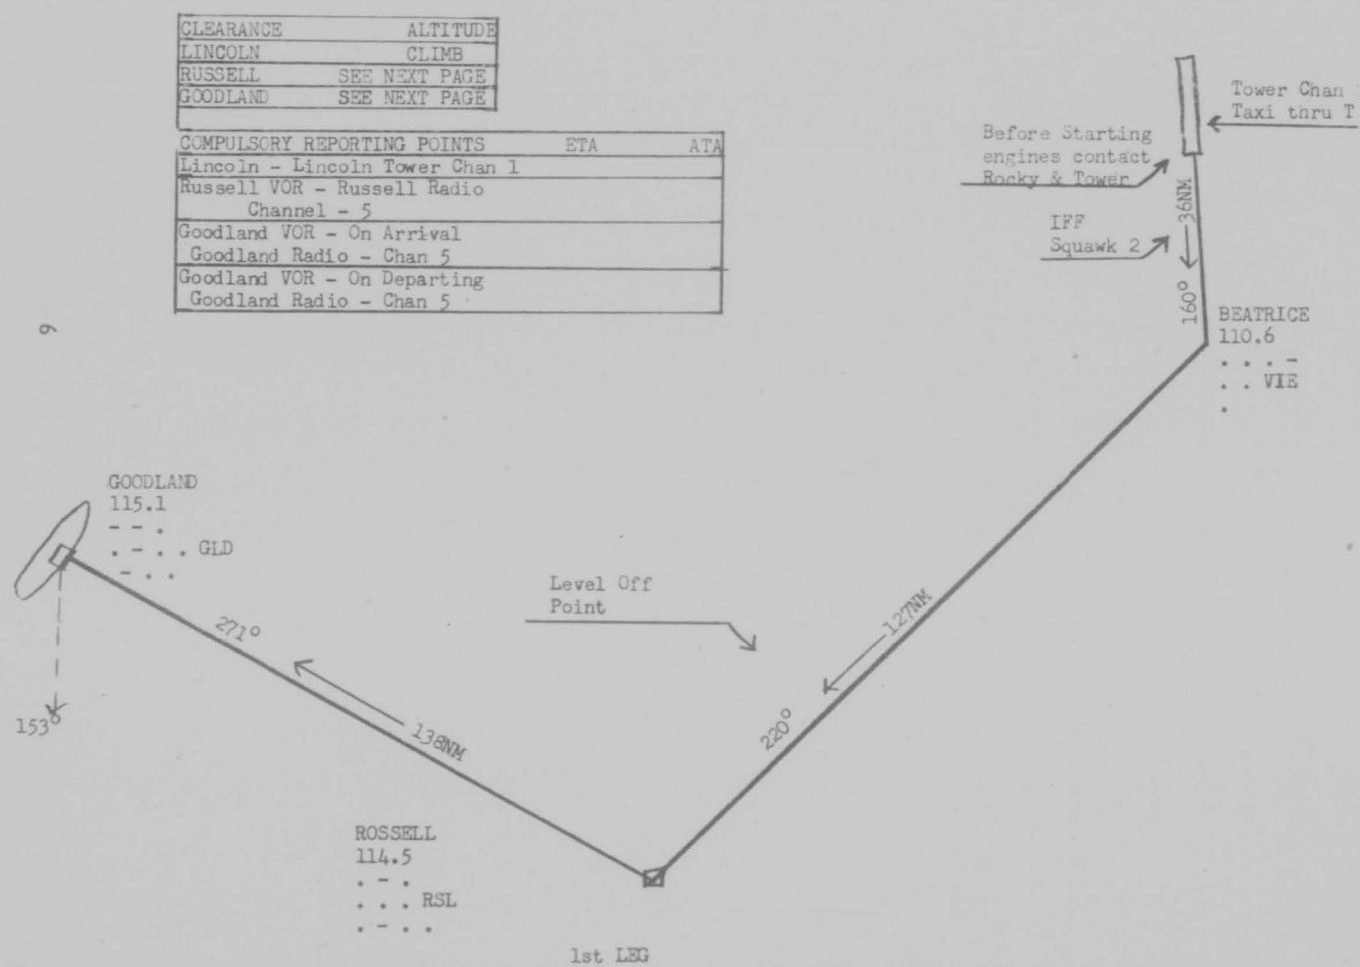 CLEARANCE ALTITUDE
LINCOLN CLIMB
RUSSELL SEE NEXT PAGE
GOODLAND SEE NEXT PAGE
COMPULSORY REPORTING POINTS ETA ATA
Lincoln - Lincoln Tower Chan 1
Russell VOR - Russell Radio
Channel - 5
Goodland VOR - On Arrival
Goodland Radio - Chan 5
Goodland VOR - On Departing
Goodland Radio - Chan 5
Tower Chan
Taxi thru T
Before Starting
engines contact
Rocky & Tower
36NM
IFF
Squawk 2
160°
BEATRICE
110.6
. . . -
. . VIE
.
6
GOODLAND
115.1
- - .
. - . . GLD
- . .
271°
153°
138NM
Level Off
Point
127NM
220°
ROSSELL
114.5
. - .
. . . RSL
. - . .
1st LEG